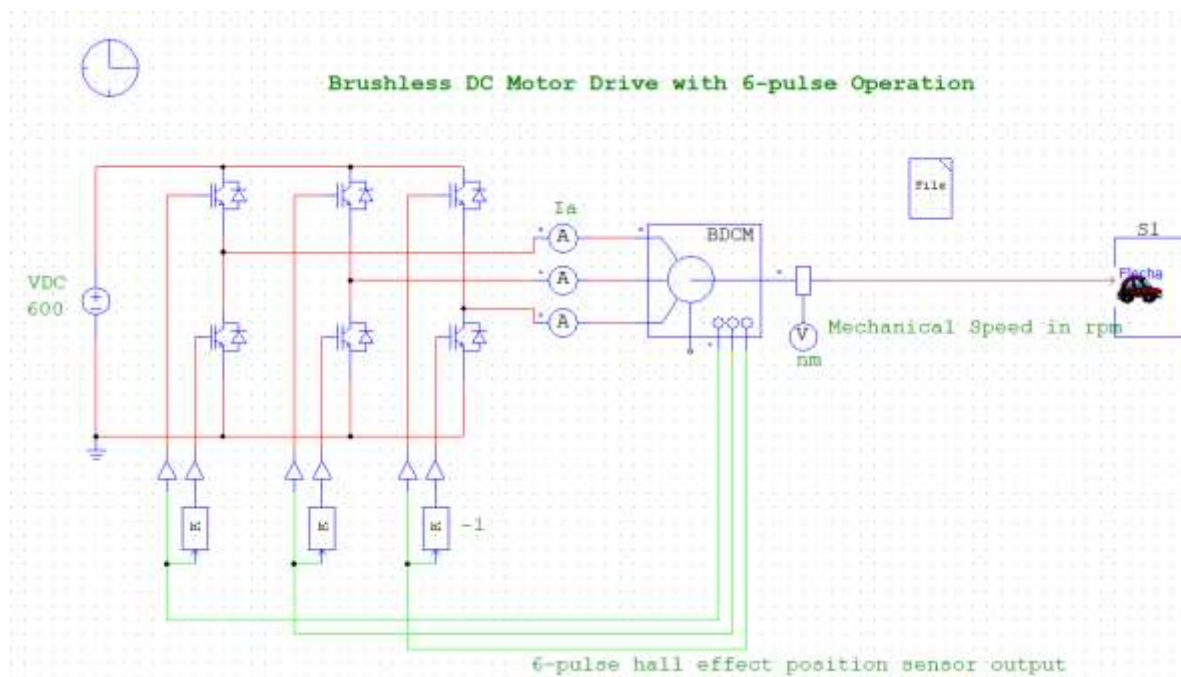 Brushless DC Motor Drive with 6-pulse Operation
File
Ia
A
BDCM
S1
VDC
600
A
Flecha
A
V
Mechanical Speed in rpm
nm
K
K
K
-1
6-pulse hall effect position sensor output